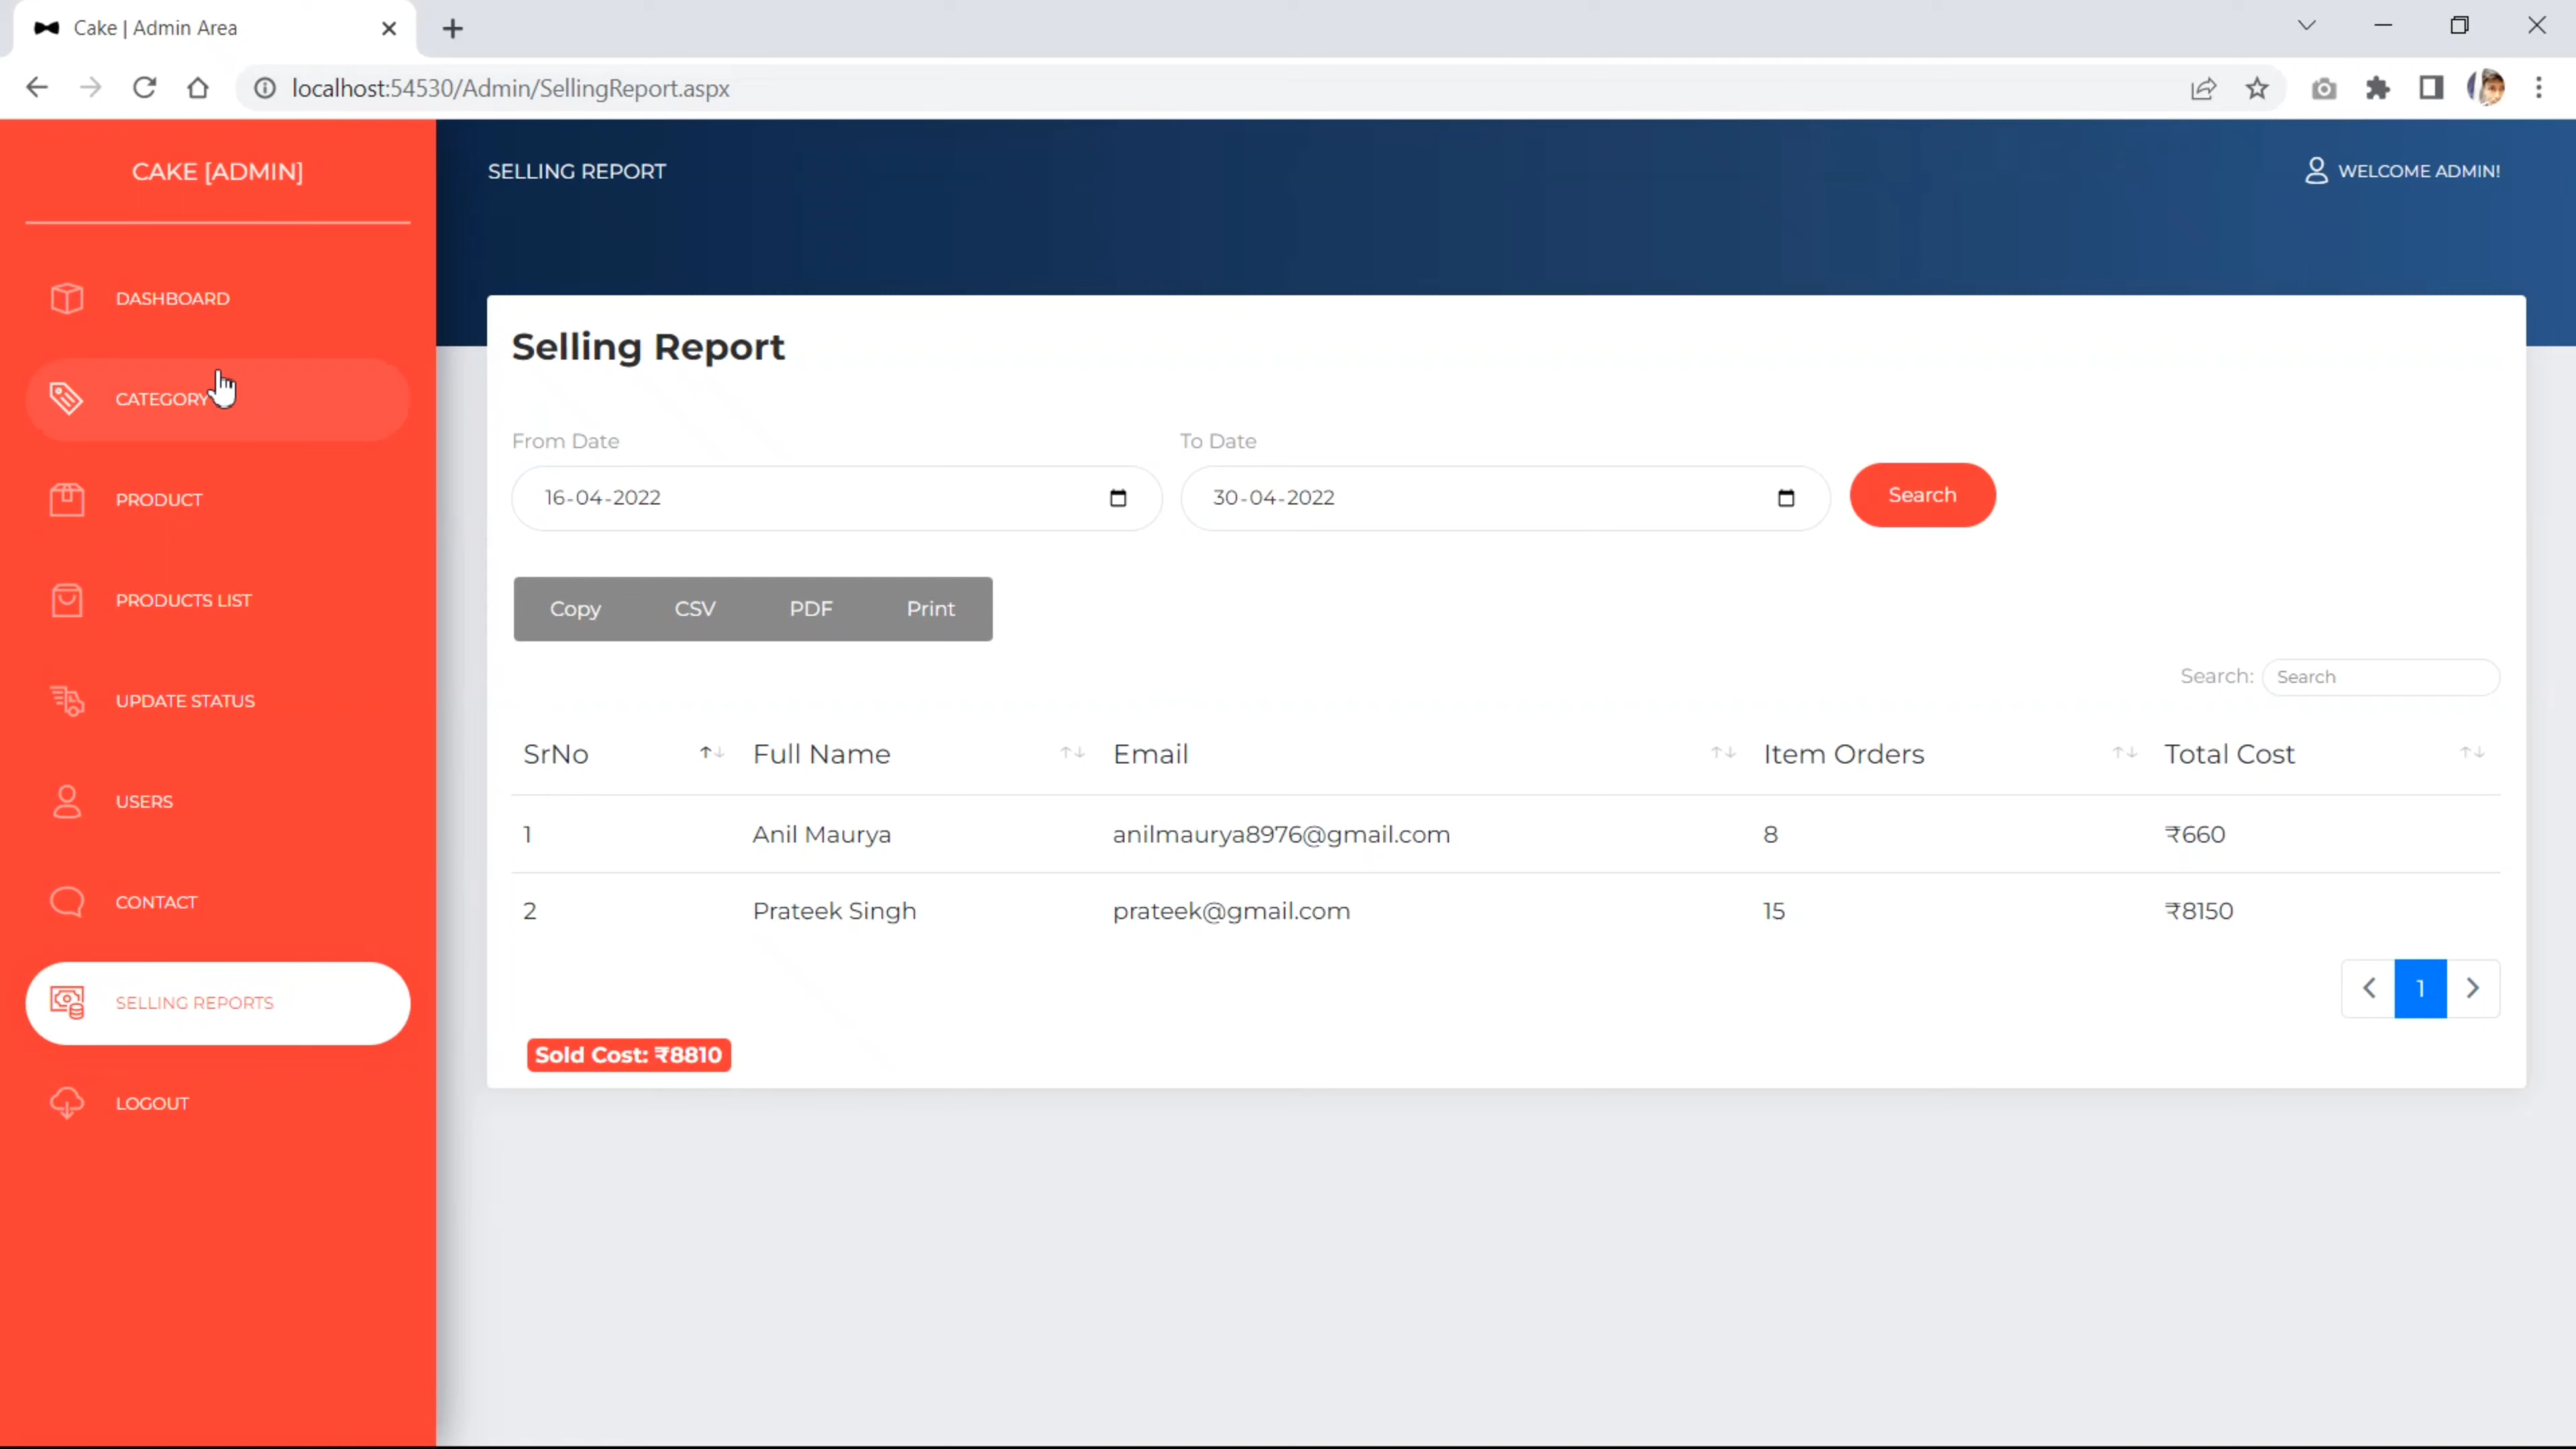 Cake | Admin Area
localhost:54530/Admin/SellingReport.aspx
CAKE [ADMIN]
SELLING REPORT
WELCOME ADMIN!
DASHBOARD
CATEGORY
PRODUCT
PRODUCTS LIST
UPDATE STATUS
USERS
CONTACT
SELLING REPORTS
LOGOUT
Selling Report
From Date
To Date
16-04-2022
30-04-2022
Search
Copy CSV PDF Print
Search: Search
SrNo Full Name Email Item Orders Total Cost
1 Anil Maurya anilmaurya8976@gmail.com 8 ₹660
2 Prateek Singh prateek@gmail.com 15 ₹8150
1
Sold Cost: ₹8810